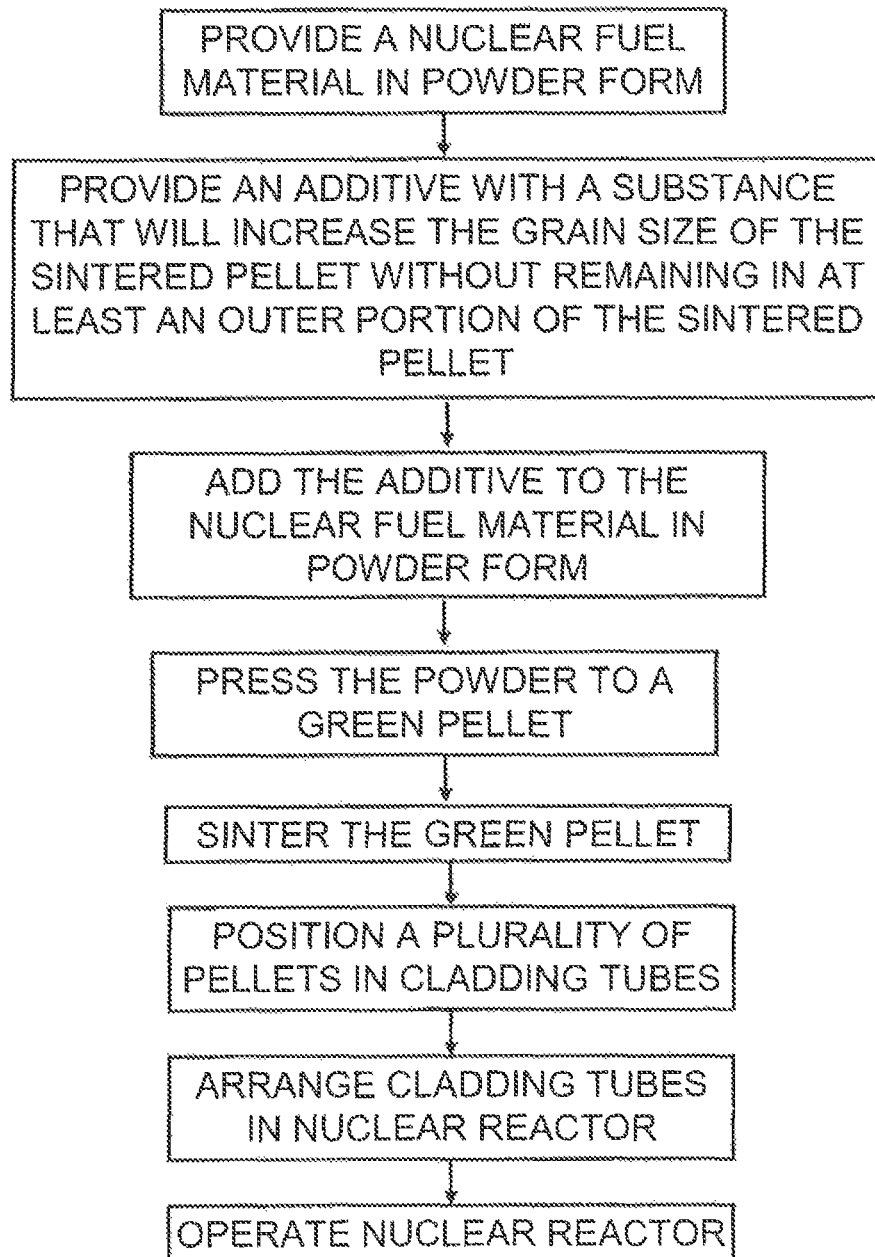 PROVIDE A NUCLEAR FUEL
MATERIAL IN POWDER FORM
PROVIDE AN ADDITIVE WITH A SUBSTANCE
THAT WILL INCREASE THE GRAIN SIZE OF THE
SINTERED PELLET WITHOUT REMAINING IN AT
LEAST AN OUTER PORTION OF THE SINTERED
PELLET
ADD THE ADDITIVE TO THE
NUCLEAR FUEL MATERIAL IN
POWDER FORM
PRESS THE POWDER TO A
GREEN PELLET
SINTER THE GREEN PELLET
POSITION A PLURALITY OF
PELLETS IN CLADDING TUBES
ARRANGE CLADDING TUBES
IN NUCLEAR REACTOR
OPERATE NUCLEAR REACTOR